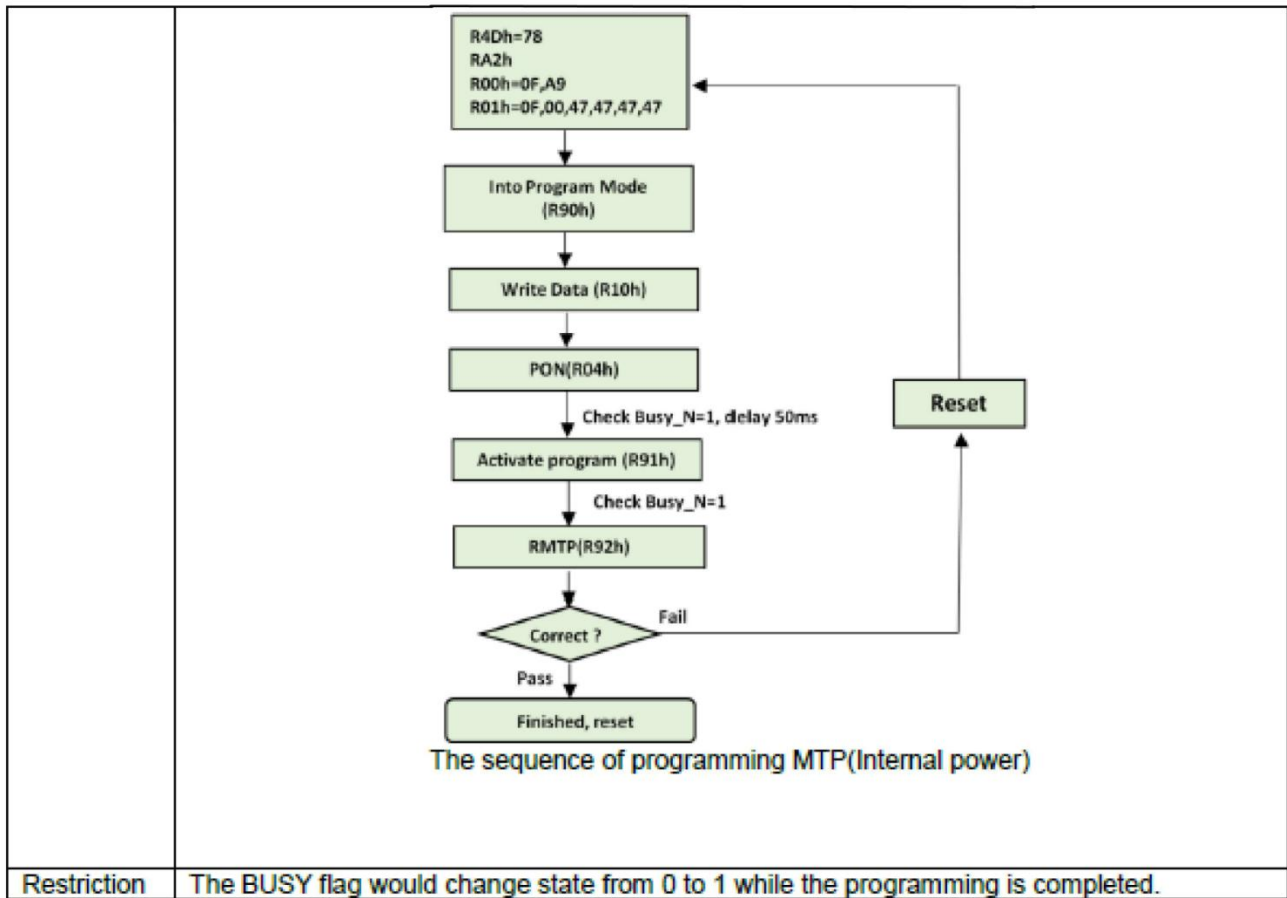 R4Dh=78
RA2h
R00h=0F,A9
R01h=0F,00,47,47,47,47
Into Program Mode
(R90h)
Write Data (R10h)
PON(R04h)
Check Busy_N=1, delay 50ms
Reset
Activate program (R91h)
Check Busy_N=1
RMTP(R92h)
Correct ?
Fail
Pass
Finished, reset
The sequence of programming MTP(Internal power)
Restriction
The BUSY flag would change state from 0 to 1 while the programming is completed.